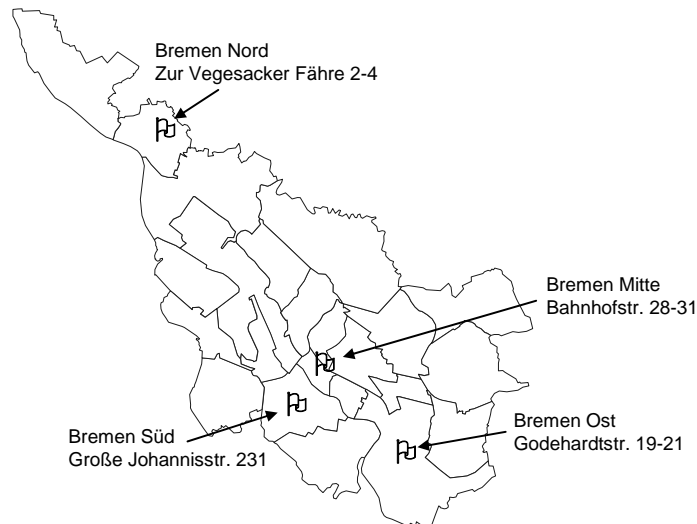 Bremen Nord
Zur Vegesacker Fähre 2-4
Bremen Mitte
Bahnhofstr. 28-31
Bremen Ost
Godehardtstr. 19-21
Bremen Süd
Große Johannisstr. 231